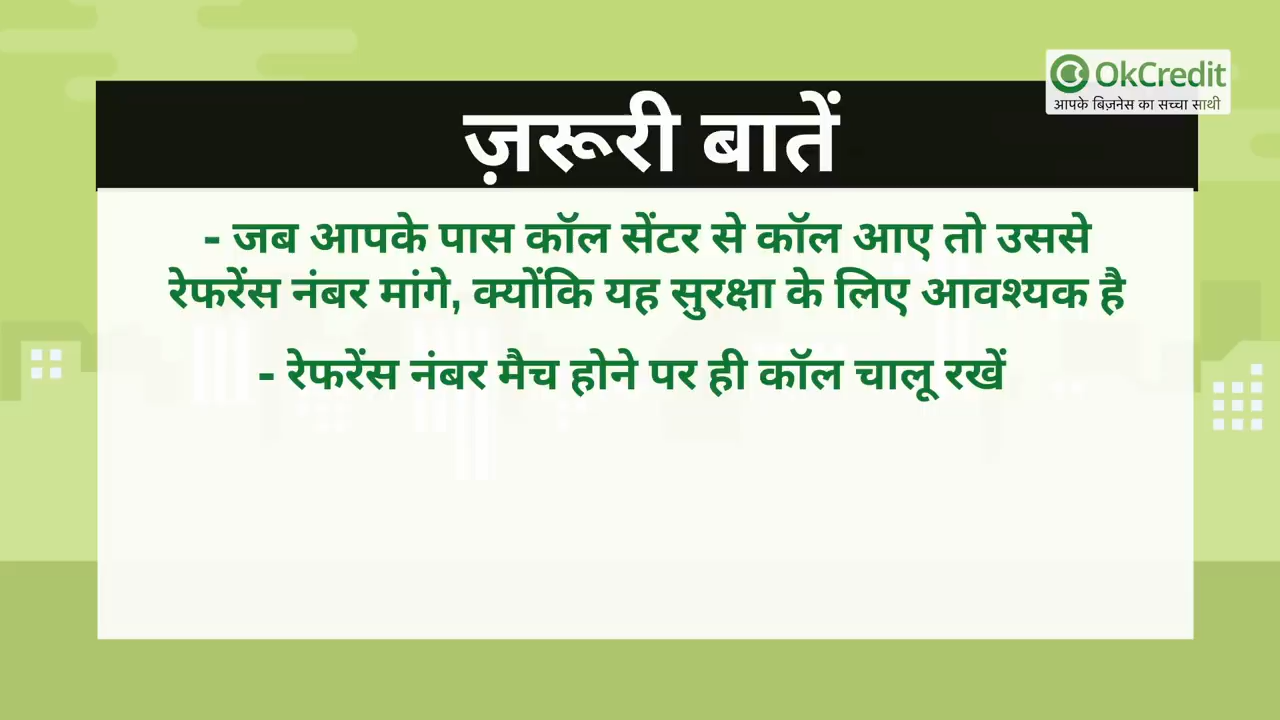 OkCredit
आपके बिज़नेस का सच्चा साथी
ज़रूरी बातें
- जब आपके पास कॉल सेंटर से कॉल आए तो उससे
रेफरेंस नंबर मांगे, क्योंकि यह सुरक्षा के लिए आवश्यक है
- रेफरेंस नंबर मैच होने पर ही कॉल चालू रखें